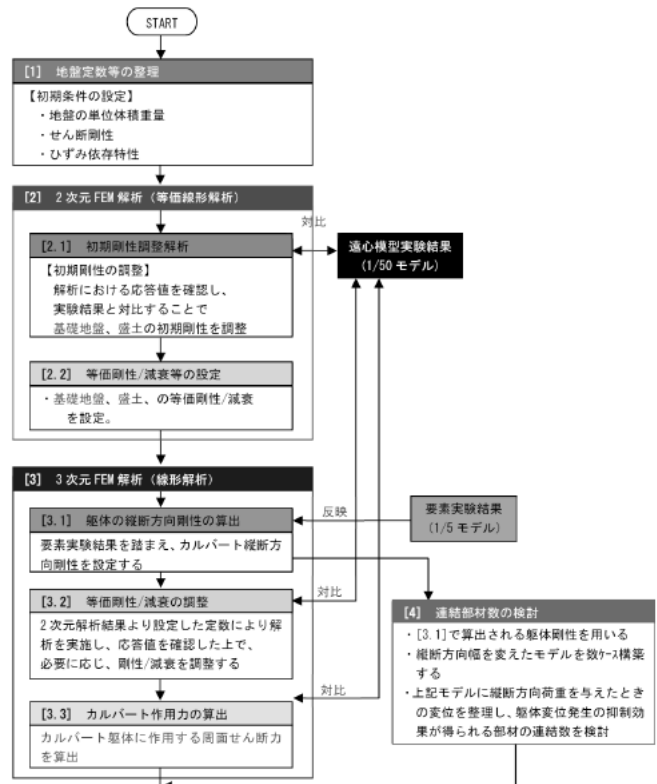 START
[1] 地盤定数等の整理
【初期条件の設定】
・地盤の単位体積重量
・せん断剛性
・ひずみ依存特性
[2] 2次元FEM解析（等価線形解析）
対比
[2.1] 初期剛性調整解析
【初期剛性の調整】
解析における応答値を確認し、
実験結果と対比することで
基礎地盤、盛土の初期剛性を調整
遠心模型実験結果
(1/50 モデル)
[2.2] 等価剛性/減衰等の設定
・基礎地盤、盛土、の等価剛性/減衰
を設定。
[3] 3次元FEM解析（線形解析）
[3.1] 躯体の縦断方向剛性の算出
要素実験結果を踏まえ、カルバート縦断方
向剛性を設定する
反映
要素実験結果
(1/5 モデル)
[3.2] 等価剛性/減衰の調整
2次元解析結果より設定した定数により解
析を実施し、応答値を確認した上で、
必要に応じ、剛性/減衰を調整する
対比
[3.3] カルバート作用力の算出
カルバート躯体に作用する周面せん断力
を算出
対比
[4] 連結部材数の検討
・[3.1]で算出される躯体剛性を用いる
・縦断方向幅を変えたモデルを数ｹｰｽ構築
する
・上記モデルに縦断方向荷重を与えたとき
の変位を整理し、躯体変位発生の抑制効
果が得られる部材の連結数を検討